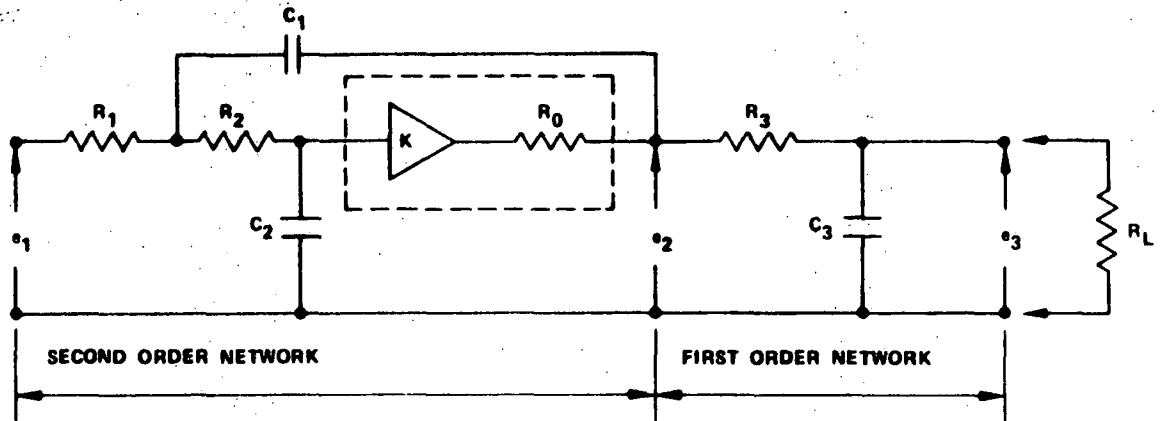 C1
R1
R2
K
R0
R3
e1
C2
e2
C3
e3
RL
SECOND ORDER NETWORK
FIRST ORDER NETWORK